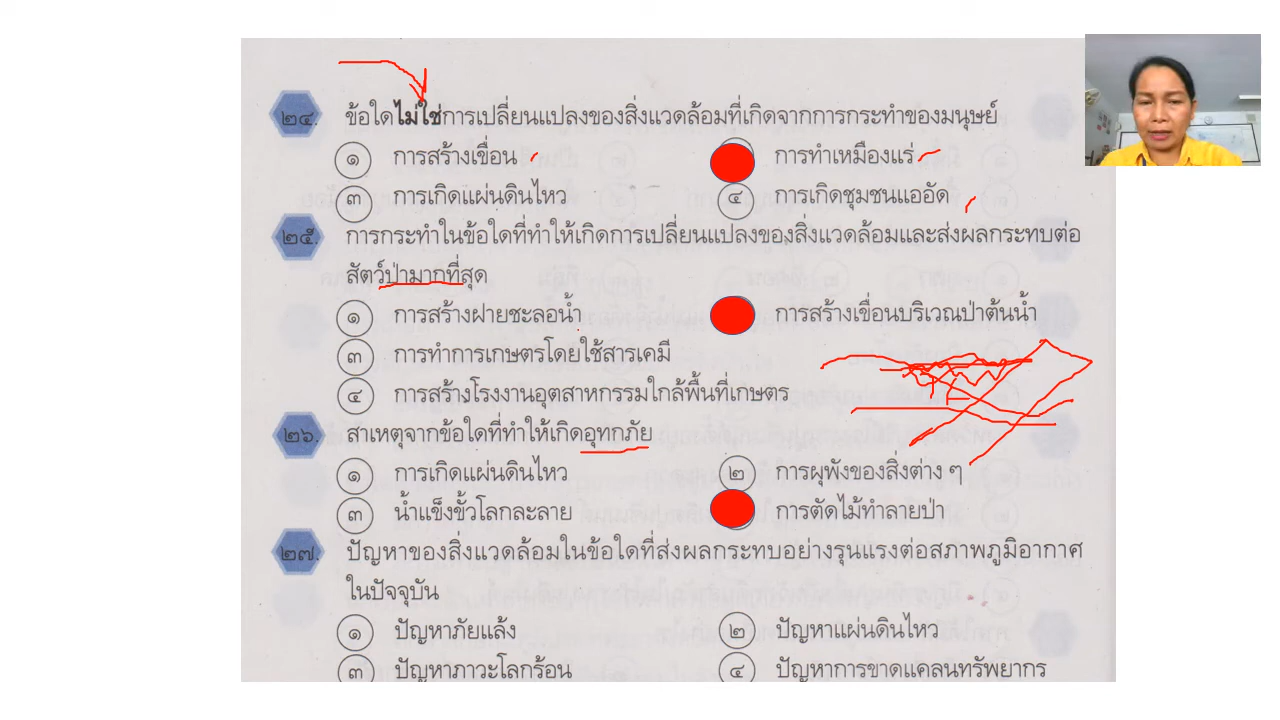 ๒๔. ข้อใดไม่ใช่การเปลี่ยนแปลงของสิ่งแวดล้อมที่เกิดจากการกระทำของมนุษย์
๑ การสร้างเขื่อน การทำเหมืองแร่
๓ การเกิดแผ่นดินไหว ๔ การเกิดชุมชนแออัด
๒๕. การกระทำในข้อใดที่ทำให้เกิดการเปลี่ยนแปลงของสิ่งแวดล้อมและส่งผลกระทบต่อ
สัตว์ป่ามากที่สุด
๑ การสร้างฝายชะลอน้ำ การสร้างเขื่อนบริเวณป่าต้นน้ำ
๓ การทำการเกษตรโดยใช้สารเคมี
๔ การสร้างโรงงานอุตสาหกรรมใกล้พื้นที่เกษตร
๒๖. สาเหตุจากข้อใดที่ทำให้เกิดอุทกภัย
๑ การเกิดแผ่นดินไหว ๒ การผุพังของสิ่งต่าง ๆ
๓ น้ำแข็งขั้วโลกละลาย การตัดไม้ทำลายป่า
๒๗. ปัญหาของสิ่งแวดล้อมในข้อใดที่ส่งผลกระทบอย่างรุนแรงต่อสภาพภูมิอากาศ
ในปัจจุบัน
๑ ปัญหาภัยแล้ง ๒ ปัญหาแผ่นดินไหว
๓ ปัญหาภาวะโลกร้อน ๔ ปัญหาการขาดแคลนทรัพยากร